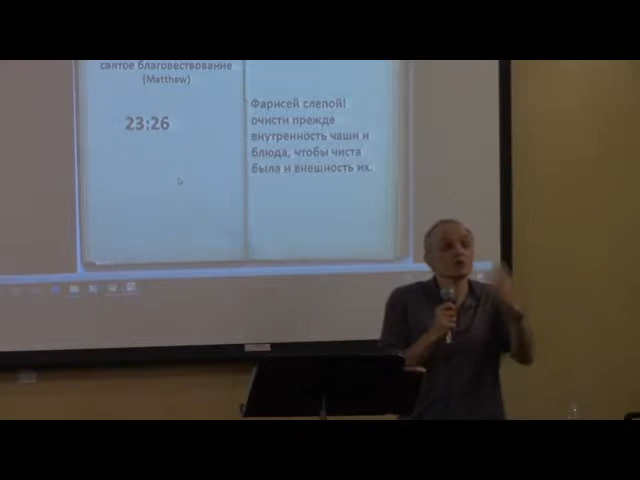 святое благовествование
(Matthew)
23:26
Фарисей слепой!
очисти прежде
внутренность чаши и
блюда, чтобы чиста
была и внешность их.